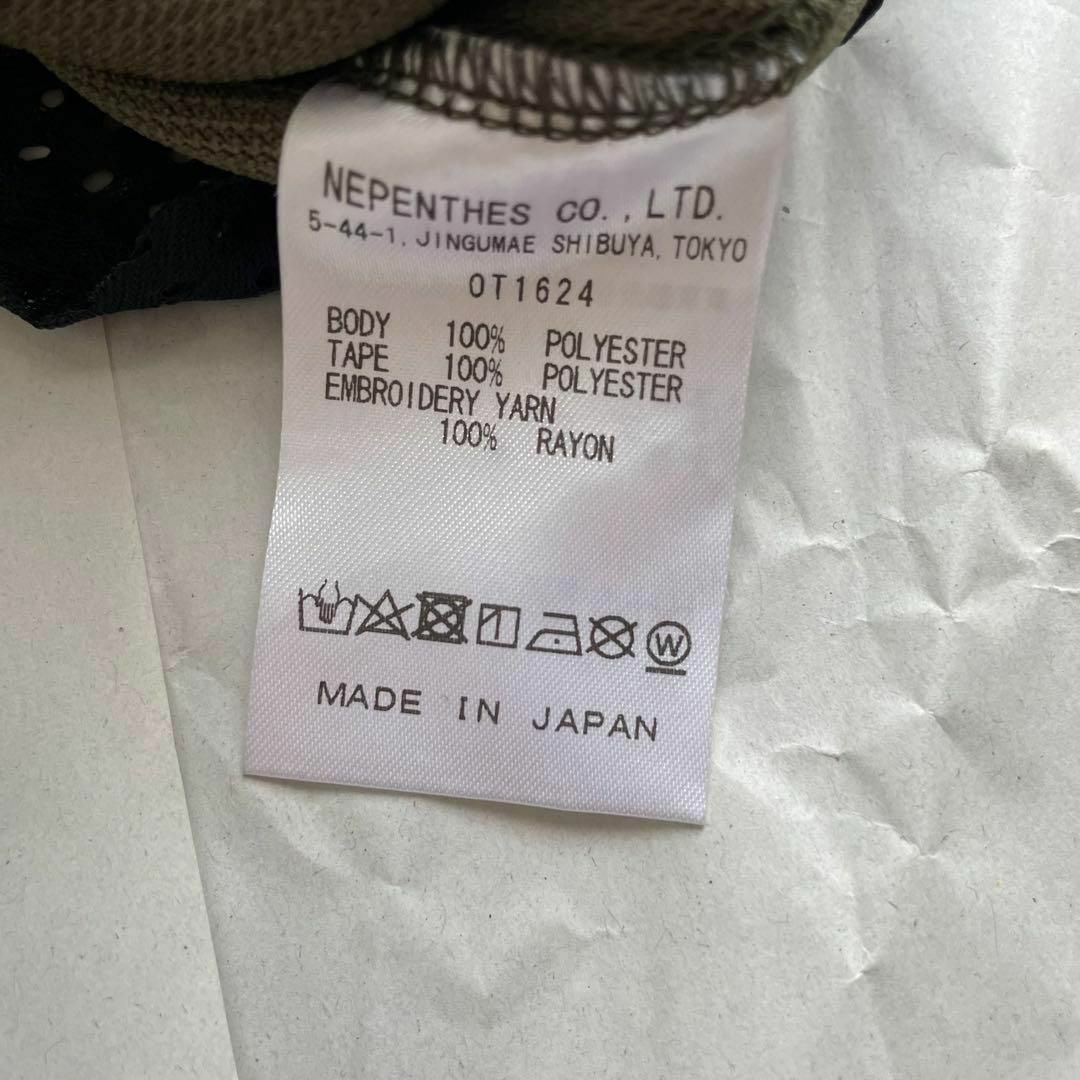 NEPENTHES CO., LTD.
5-44-1, JINGUMAE SHIBUYA, TOKYO
OT1624
BODY 100% POLYESTER
TAPE 100% POLYESTER
EMBROIDERY YARN
100% RAYON
W
MADE IN JAPAN